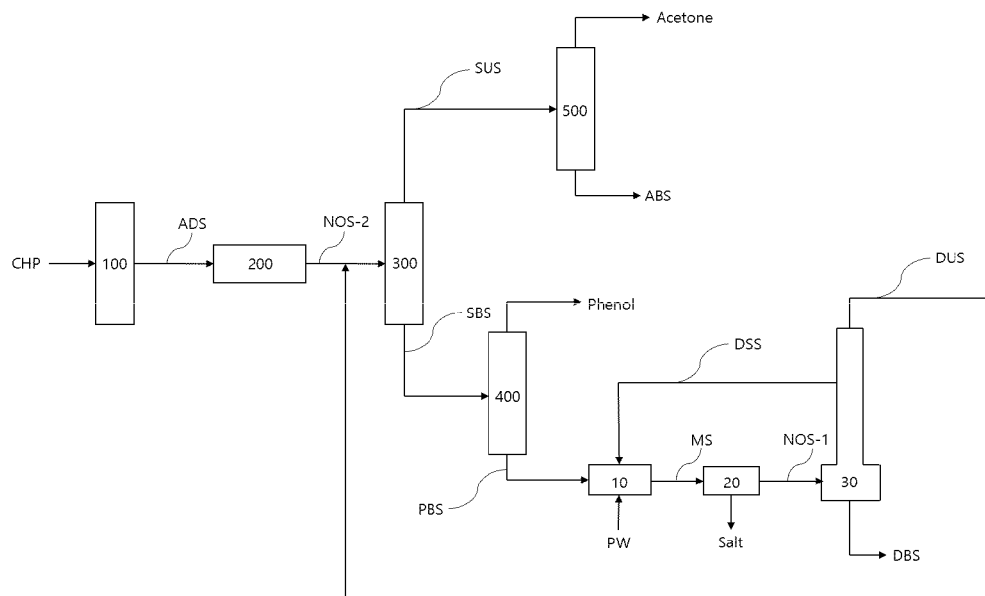 Acetone
SUS
500
ABS
ADS
NOS-2
CHP
100
200
300
DUS
SBS
Phenol
DSS
400
MS
NOS-1
10
20
30
PBS
PW
Salt
DBS